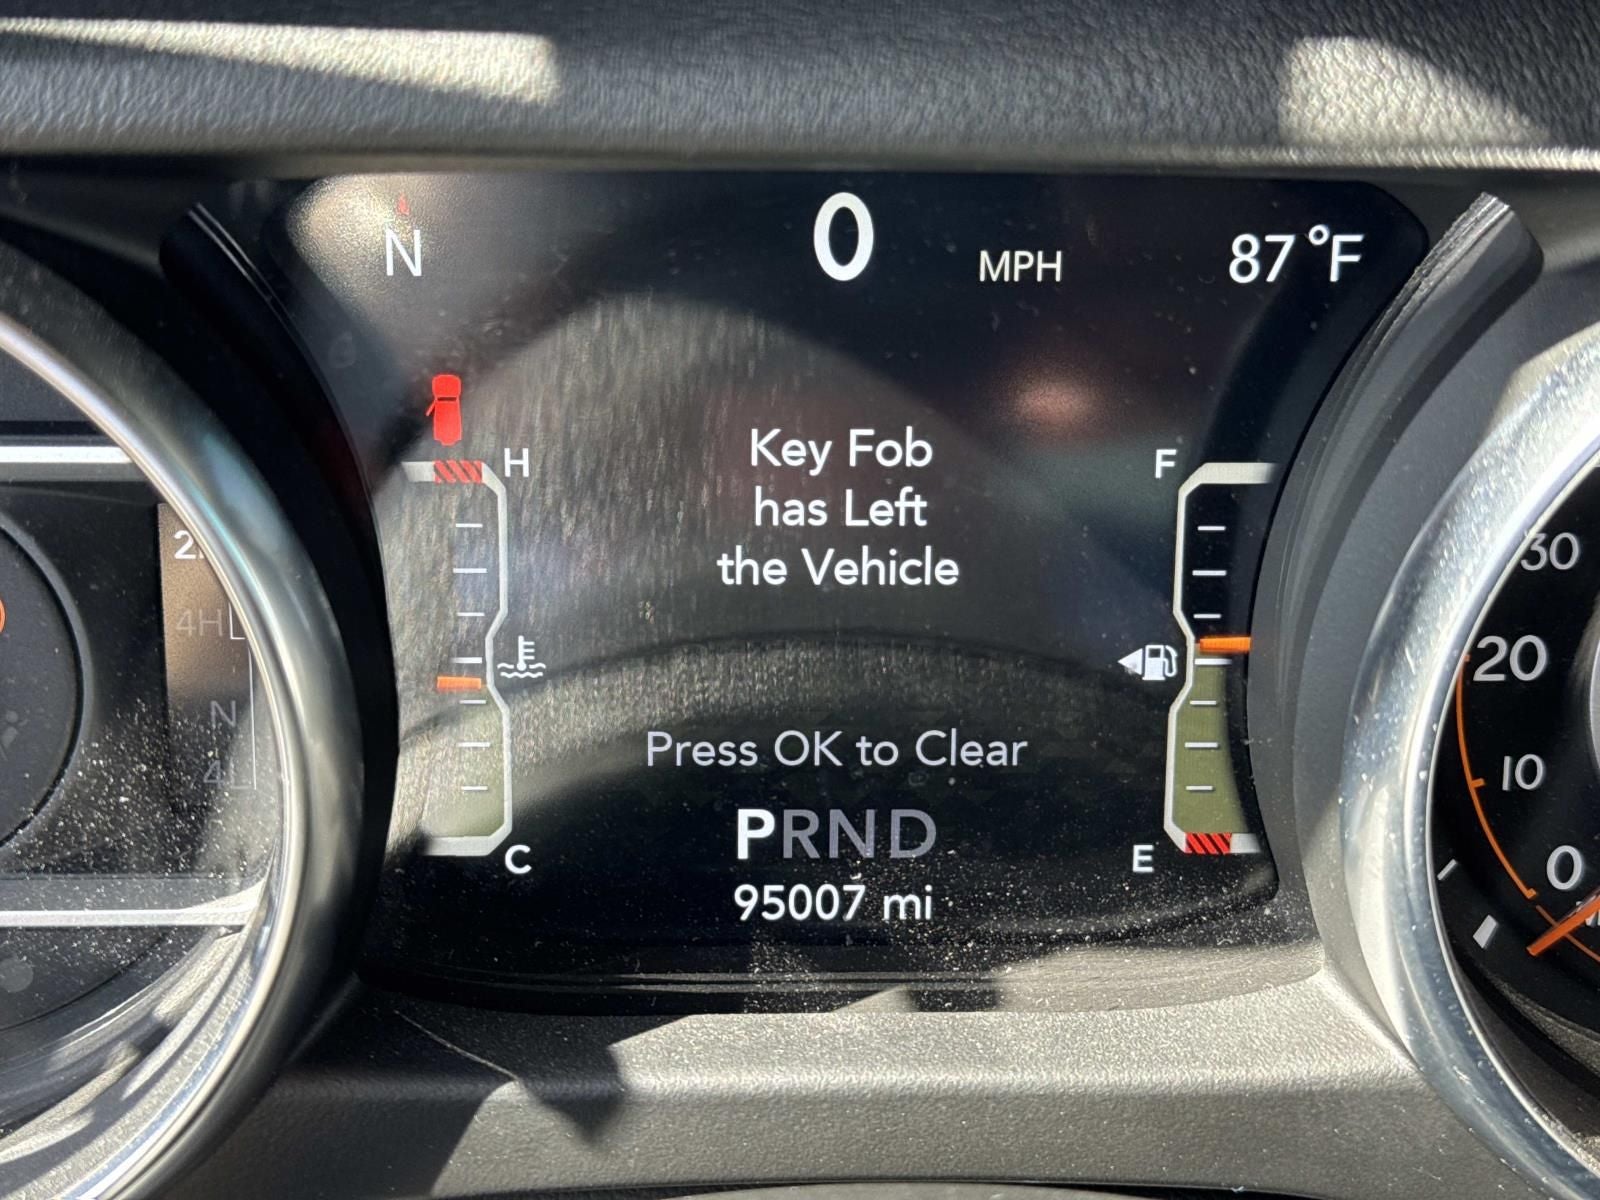 N
0 MPH
87°F
H
F
Key Fob
has Left
the Vehicle
Press OK to Clear
PRND
C
E
95007 mi
4H
N
4L
30
20
10
0